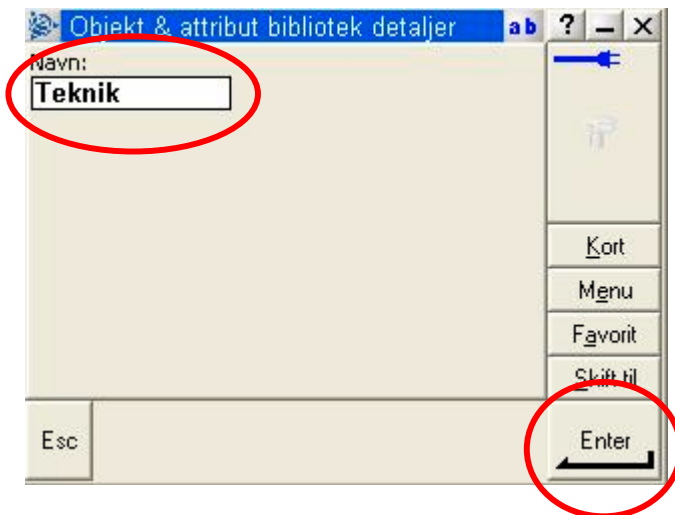 Objekt & attribut bibliotek detaljer ab ? – X
Navn:
Teknik
Kort
Menu
Favorit
Skift til
Esc
Enter